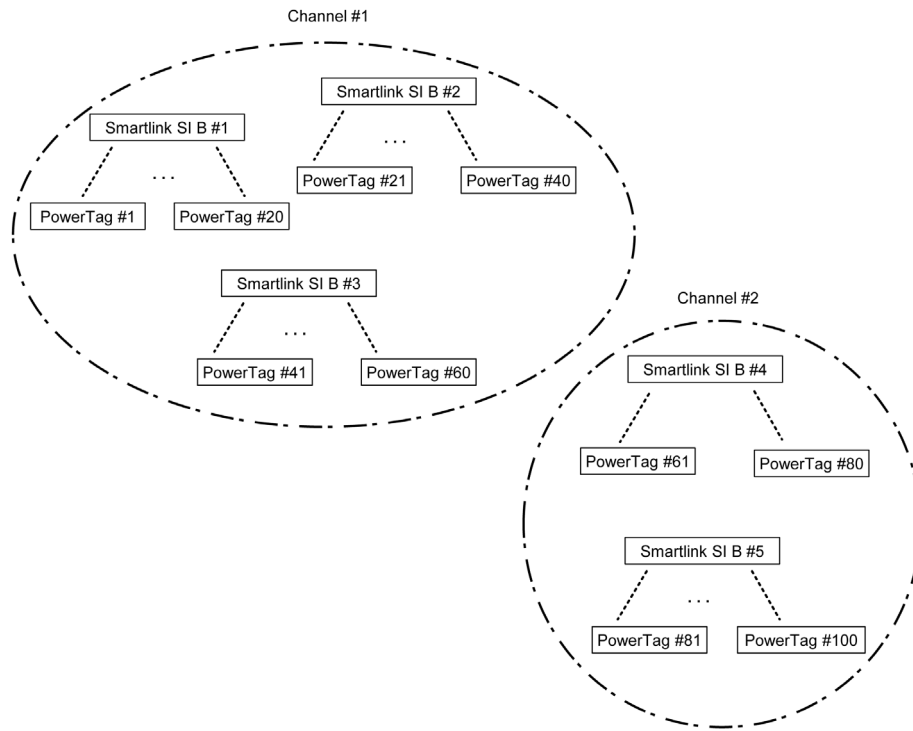 Channel #1
Smartlink SI B #2
Smartlink SI B #1
...
...
PowerTag #21
PowerTag #40
PowerTag #1
PowerTag #20
Smartlink SI B #3
...
PowerTag #41
PowerTag #60
Channel #2
Smartlink SI B #4
PowerTag #61
PowerTag #80
Smartlink SI B #5
...
PowerTag #81
PowerTag #100